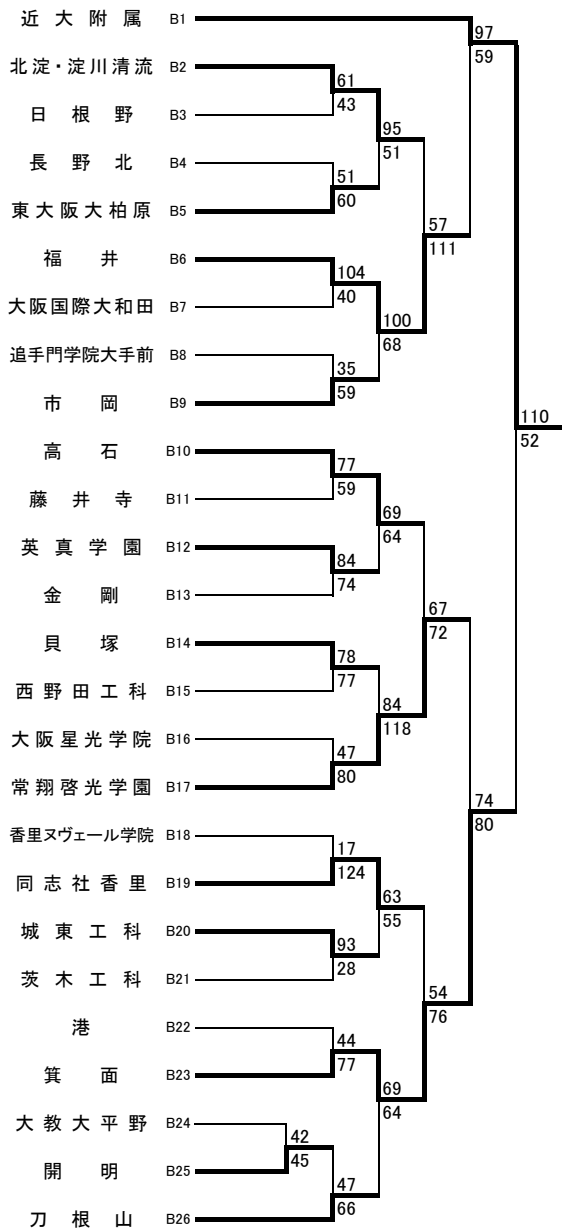 近大附属 B1
97
59
北淀・淀川清流 B2
61
43
日根野 B3
95
51
長野北 B4
51
60
東大阪大柏原 B5
57
111
福井 B6
104
40
大阪国際大和田 B7
100
68
追手門学院大手前 B8
35
59
市岡 B9
110
52
高石 B10
77
59
藤井寺 B11
69
64
英真学園 B12
84
74
金剛 B13
67
72
貝塚 B14
78
77
西野田工科 B15
84
118
大阪星光学院 B16
47
80
常翔啓光学園 B17
74
80
香里ヌヴェール学院 B18
17
124
同志社香里 B19
63
55
城東工科 B20
93
28
茨木工科 B21
54
76
港 B22
44
77
箕面 B23
69
64
大教大平野 B24
42
45
開明 B25
47
66
刀根山 B26